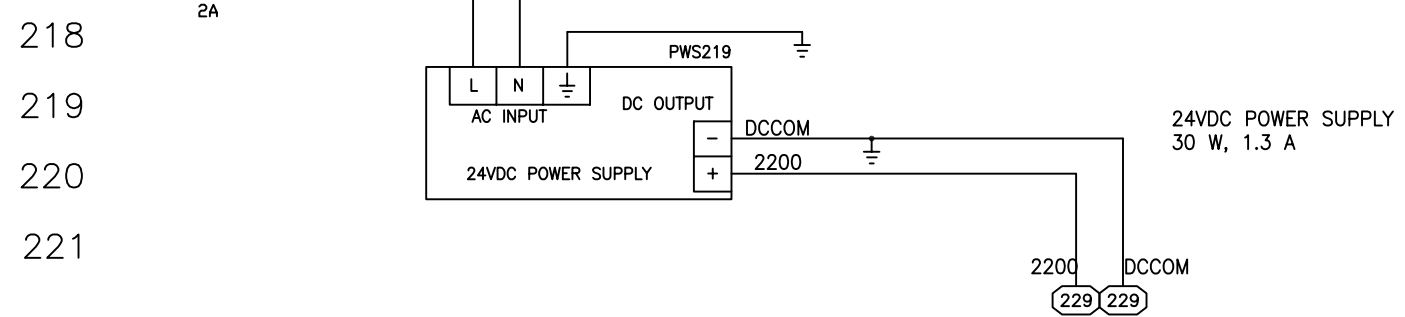 2A
218
PWS219
L N
219
DC OUTPUT
AC INPUT
24VDC POWER SUPPLY
30 W, 1.3 A
DCCOM
-
2200
220
24VDC POWER SUPPLY
+
221
2200 DCCOM
229 229